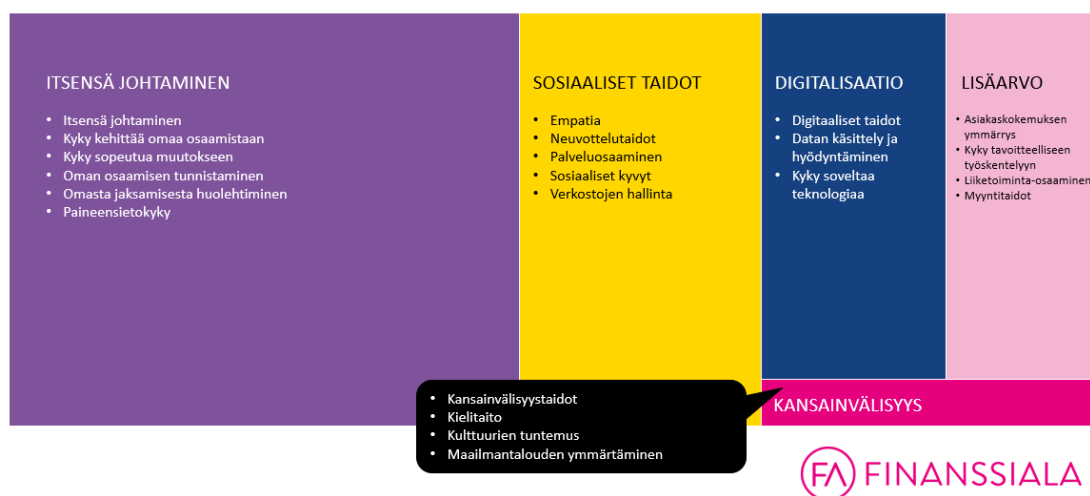 ITSENSÄ JOHTAMINEN
• Itsensä johtaminen
• Kyky kehittää omaa osaamistaan
• Kyky sopeutua muutokseen
• Oman osaamisen tunnistaminen
• Omasta jaksamisesta huolehtiminen
• Paineensietokyky
SOSIAALISET TAIDOT
• Empatia
• Neuvottelutaidot
• Palveluosaaminen
• Sosiaaliset kyvyt
• Verkostojen hallinta
DIGITALISAATIO
• Digitaaliset taidot
• Datan käsittely ja
hyödyntäminen
• Kyky soveltaa
teknologiaa
LISÄARVO
• Asiakaskokemuksen
ymmärrys
• Kyky tavoitteelliseen
työskentelyyn
• Liiketoiminta-osaaminen
• Myyntitaidot
• Kansainvälisyystaidot
• Kielitaito
• Kulttuurien tuntemus
• Maailmantalouden ymmärtäminen
KANSAINVÄLISYYS
FA FINANSSIALA